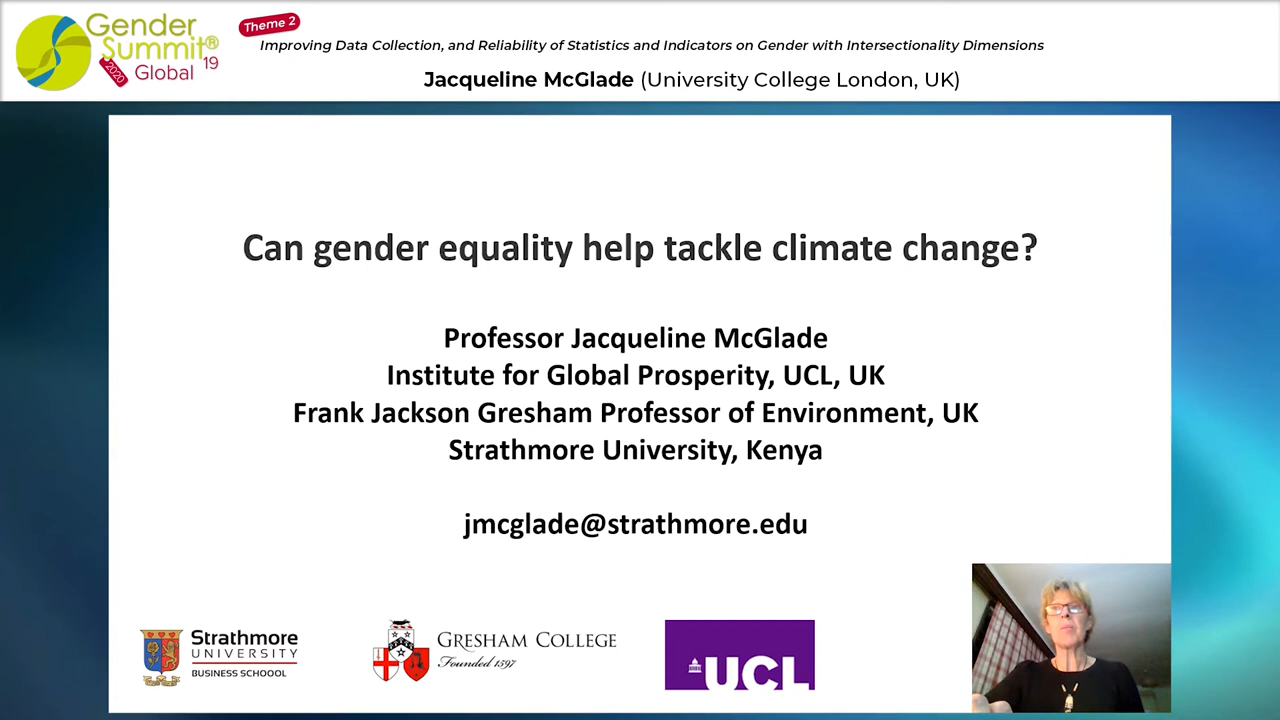 Gender
Summit®
Global 19
2020
Theme 2
Improving Data Collection, and Reliability of Statistics and Indicators on Gender with Intersectionality Dimensions
Jacqueline McGlade (University College London, UK)
Can gender equality help tackle climate change?
Professor Jacqueline McGlade
Institute for Global Prosperity, UCL, UK
Frank Jackson Gresham Professor of Environment, UK
Strathmore University, Kenya
jmcglade@strathmore.edu
Strathmore
UNIVERSITY
BUSINESS SCHOOOL
GRESHAM COLLEGE
Founded 1597
UCL